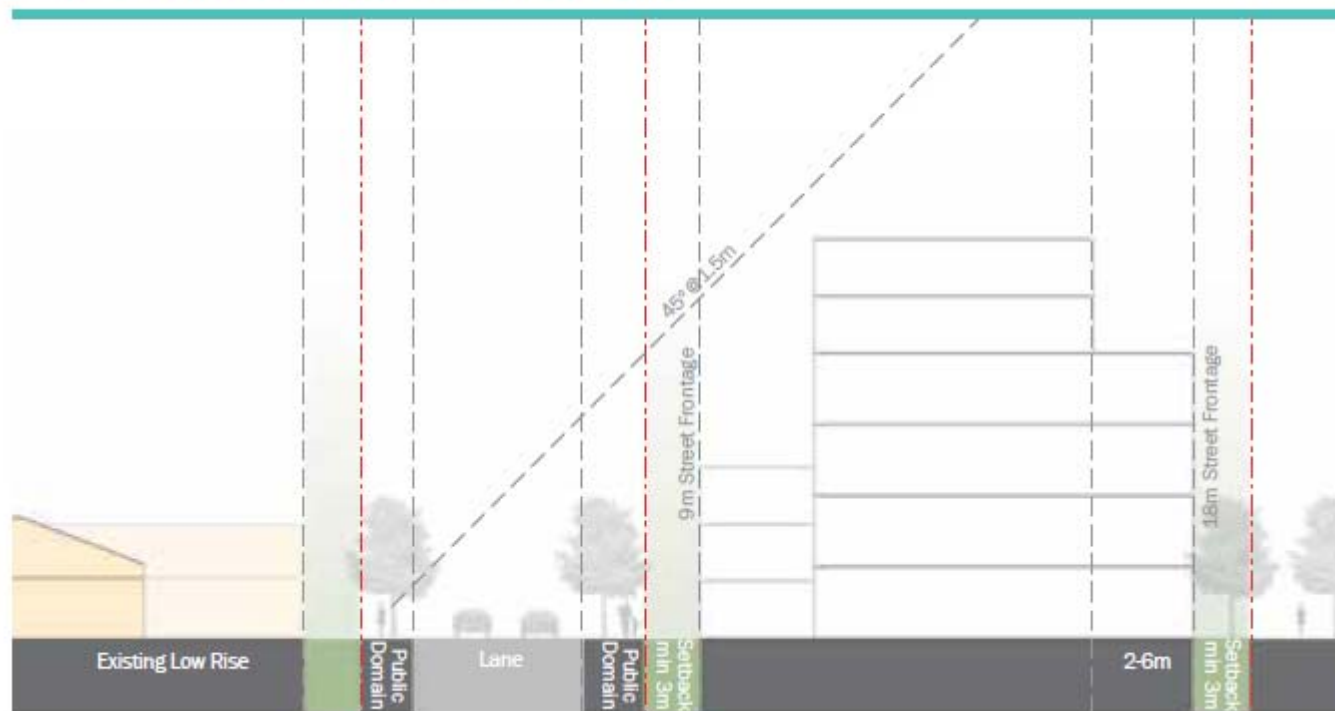 45° @ 1.5m
9m Street Frontage
18m Street Frontage
Existing Low Rise
Public
Domain
Lane
Public
Domain
Setback
min 3m
2-6m
Setback
min 3m